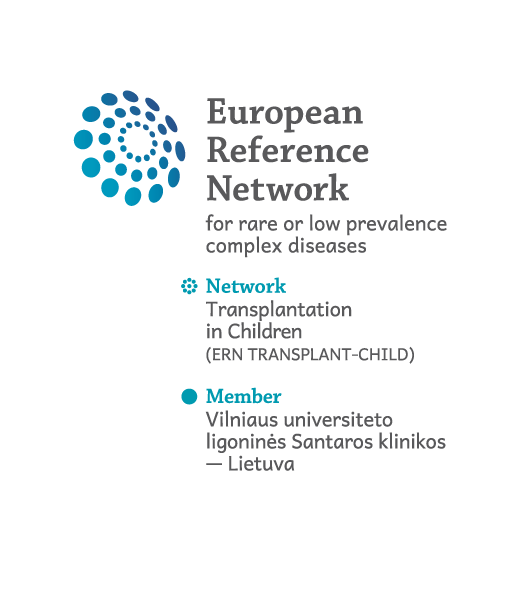 European
Reference
Network
for rare or low prevalence
complex diseases
Network
Transplantation
in Children
(ERN TRANSPLANT-CHILD)
Member
Vilniaus universiteto
ligoninės Santaros klinikos
— Lietuva